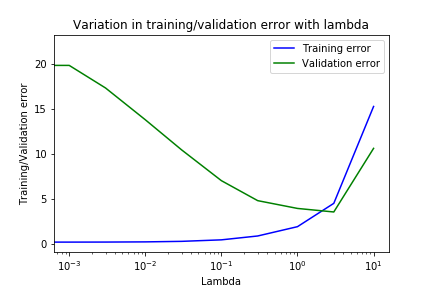 Variation in training/validation error with lambda
Training error
Validation error
Training/Validation error
20
15
10
5
0
10⁻³
10⁻²
10⁻¹
10⁰
10¹
Lambda